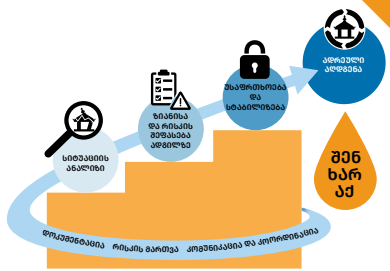 სიტუაციის
ანალიზი
ზიანისა
და რისკის
შეფასება
ადგილზე
უსაფრთხოება
და
სტაბილიზება
ადრეული
აღდგენა
შენ
ხარ
აქ
დოკუმენტაცია რისკის მართვა კომუნიკაცია და კოორდინაცია